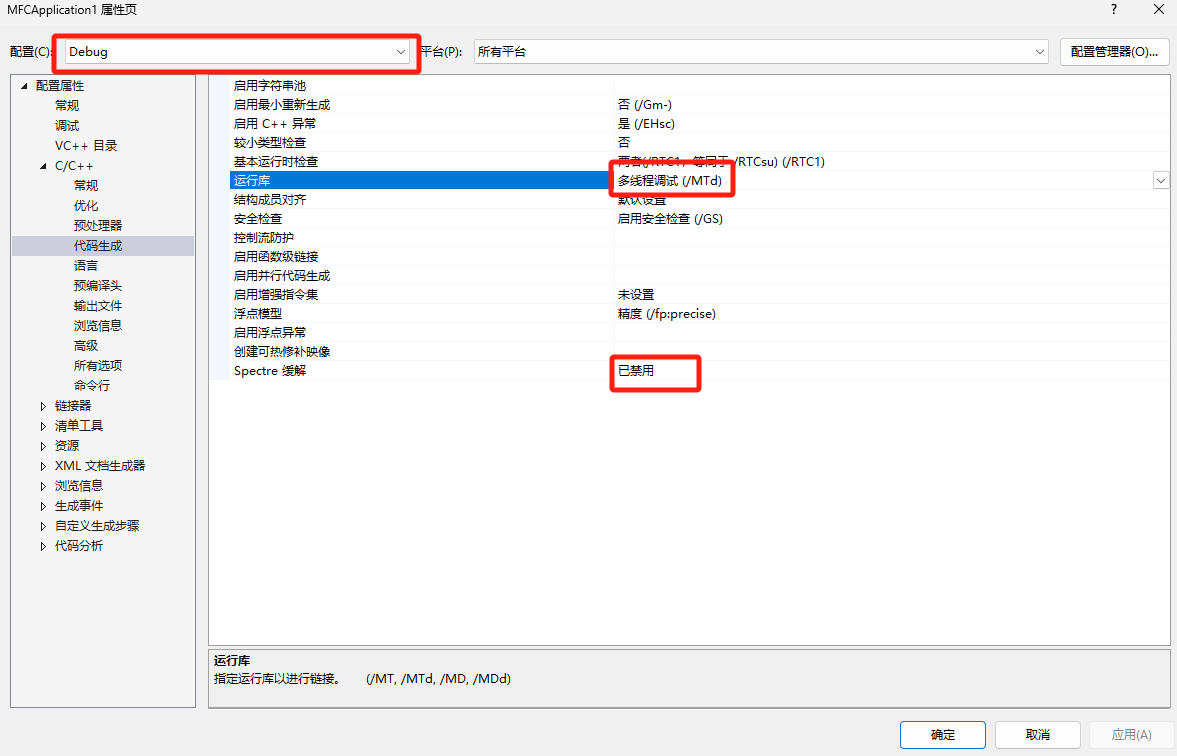 MFCApplication1 属性页
?
配置(C): Debug 平台(P): 所有平台 配置管理器(O)...
配置属性
常规
调试
VC++ 目录
C/C++
常规
优化
预处理器
代码生成
语言
预编译头
输出文件
浏览信息
高级
所有选项
命令行
链接器
清单工具
资源
XML 文档生成器
浏览信息
生成事件
自定义生成步骤
代码分析
启用字符串池
启用最小重新生成 否 (/Gm-)
启用 C++ 异常 是 (/EHsc)
较小类型检查 否
基本运行时检查 两者(/RTC1，等同于 /RTCsu) (/RTC1)
运行库 多线程调试 (/MTd)
结构成员对齐 默认设置
安全检查 启用安全检查 (/GS)
控制流防护
启用函数级链接
启用并行代码生成
启用增强指令集 未设置
浮点模型 精度 (/fp:precise)
启用浮点异常
创建可热修补映像
Spectre 缓解 已禁用
运行库
指定运行库以进行链接。 (/MT, /MTd, /MD, /MDd)
确定 取消 应用(A)